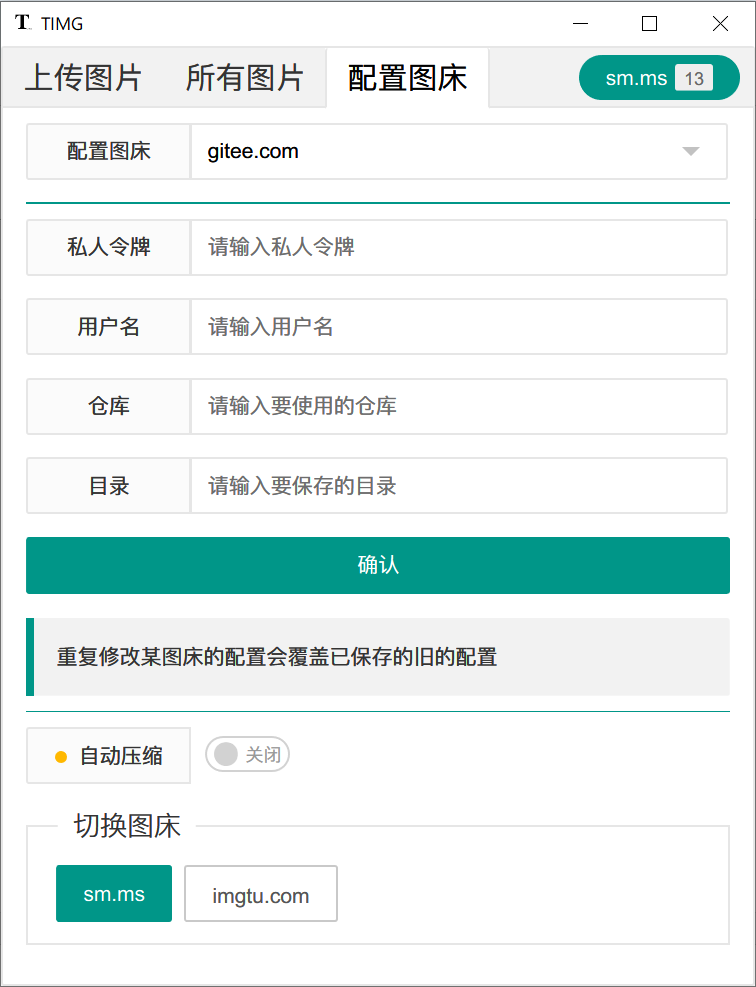 TIMG
上传图片 所有图片 配置图床 sm.ms 13
配置图床 gitee.com
私人令牌 请输入私人令牌
用户名 请输入用户名
仓库 请输入要使用的仓库
目录 请输入要保存的目录
确认
重复修改某图床的配置会覆盖已保存的旧的配置
自动压缩 关闭
切换图床
sm.ms imgtu.com